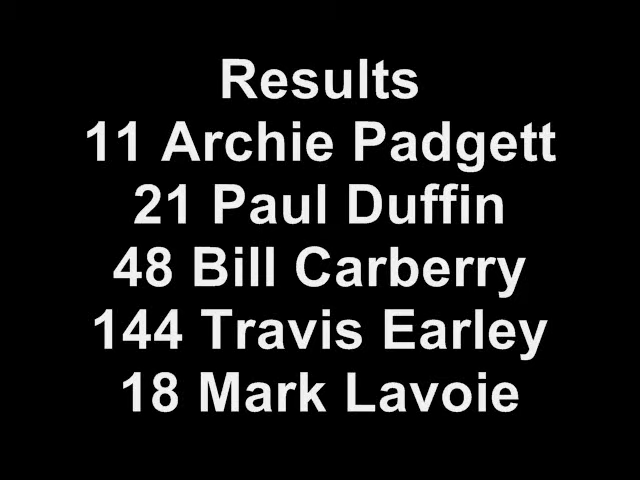 Results
11 Archie Padgett
21 Paul Duffin
48 Bill Carberry
144 Travis Earley
18 Mark Lavoie